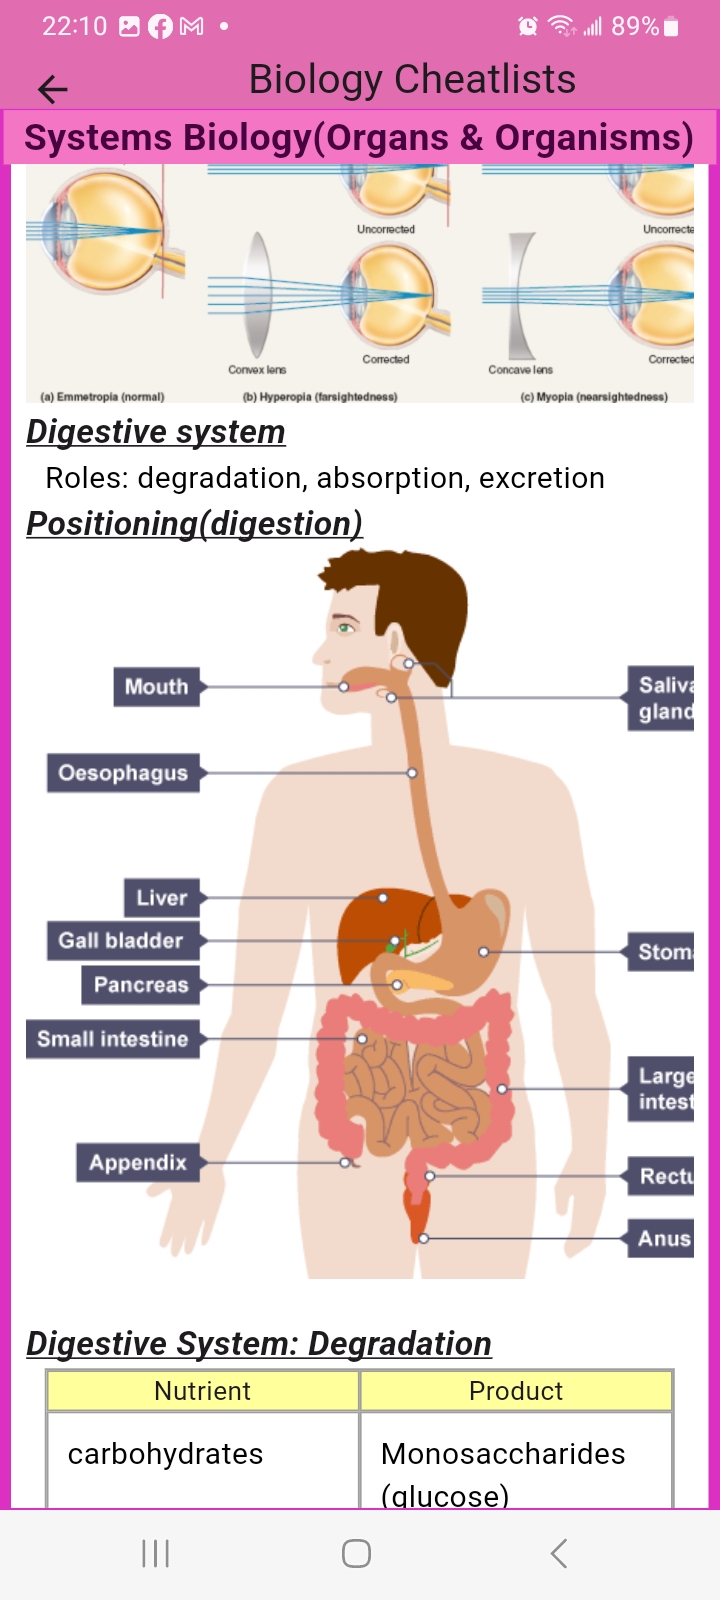 22:10
89%
Biology Cheatlists
Systems Biology(Organs & Organisms)
Uncorrected
Convex lens
Corrected
Concave lens
Corrected
(a) Emmetropia (normal)
(b) Hyperopia (farsightedness)
(c) Myopia (nearsightedness)
Digestive system
Roles: degradation, absorption, excretion
Positioning(digestion)
Mouth
Saliva
gland
Oesophagus
Liver
Gall bladder
Stom
Pancreas
Small intestine
Large
intest
Appendix
Rectu
Anus
Digestive System: Degradation
Nutrient
Product
carbohydrates
Monosaccharides
(glucose)